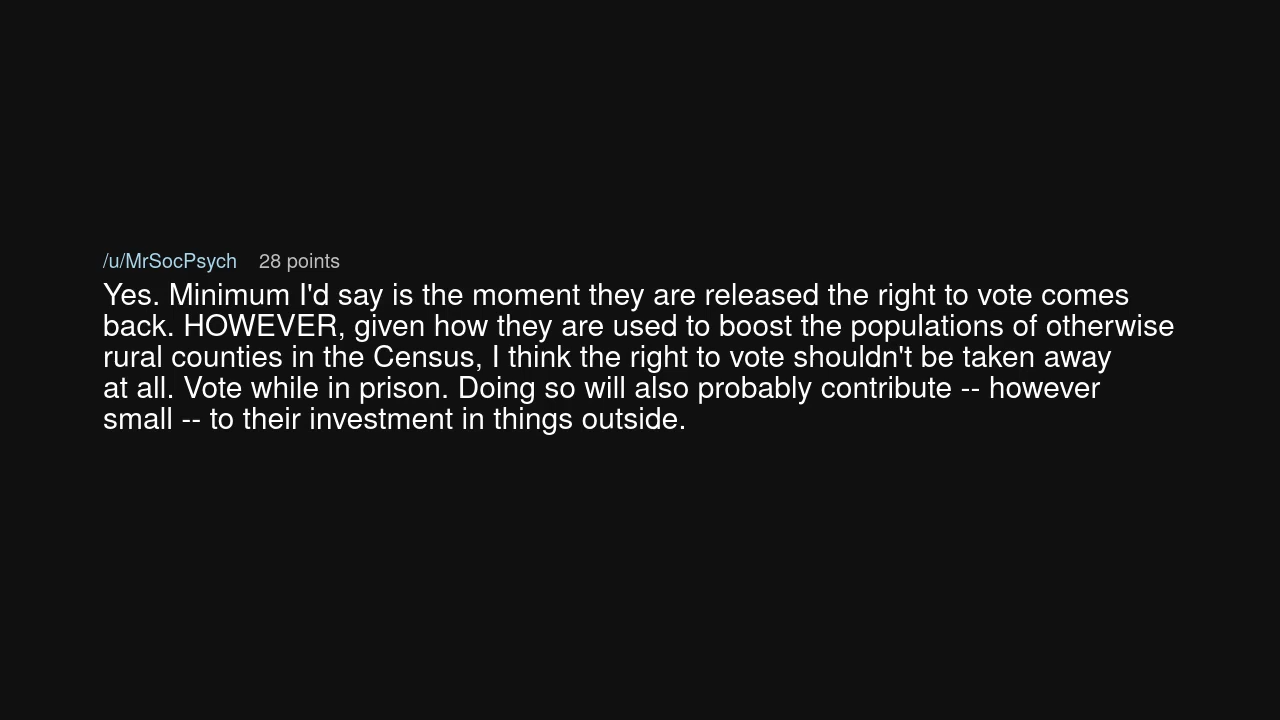 /u/MrSocPsych 28 points
Yes. Minimum I'd say is the moment they are released the right to vote comes
back. HOWEVER, given how they are used to boost the populations of otherwise
rural counties in the Census, I think the right to vote shouldn't be taken away
at all. Vote while in prison. Doing so will also probably contribute -- however
small -- to their investment in things outside.